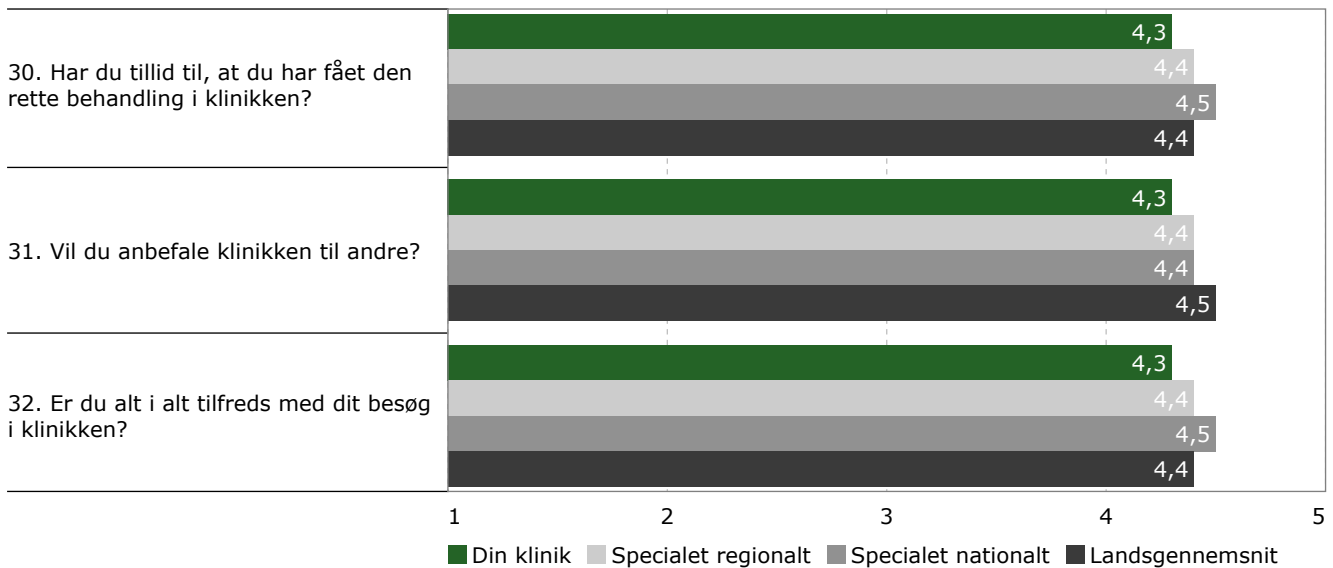 4,3
30. Har du tillid til, at du har fået den
rette behandling i klinikken?
4,4
4,5
4,4
4,3
31. Vil du anbefale klinikken til andre?
4,4
4,4
4,5
4,3
32. Er du alt i alt tilfreds med dit besøg
i klinikken?
4,4
4,5
4,4
1 2 3 4 5
Din klinik Specialet regionalt Specialet nationalt Landsgennemsnit